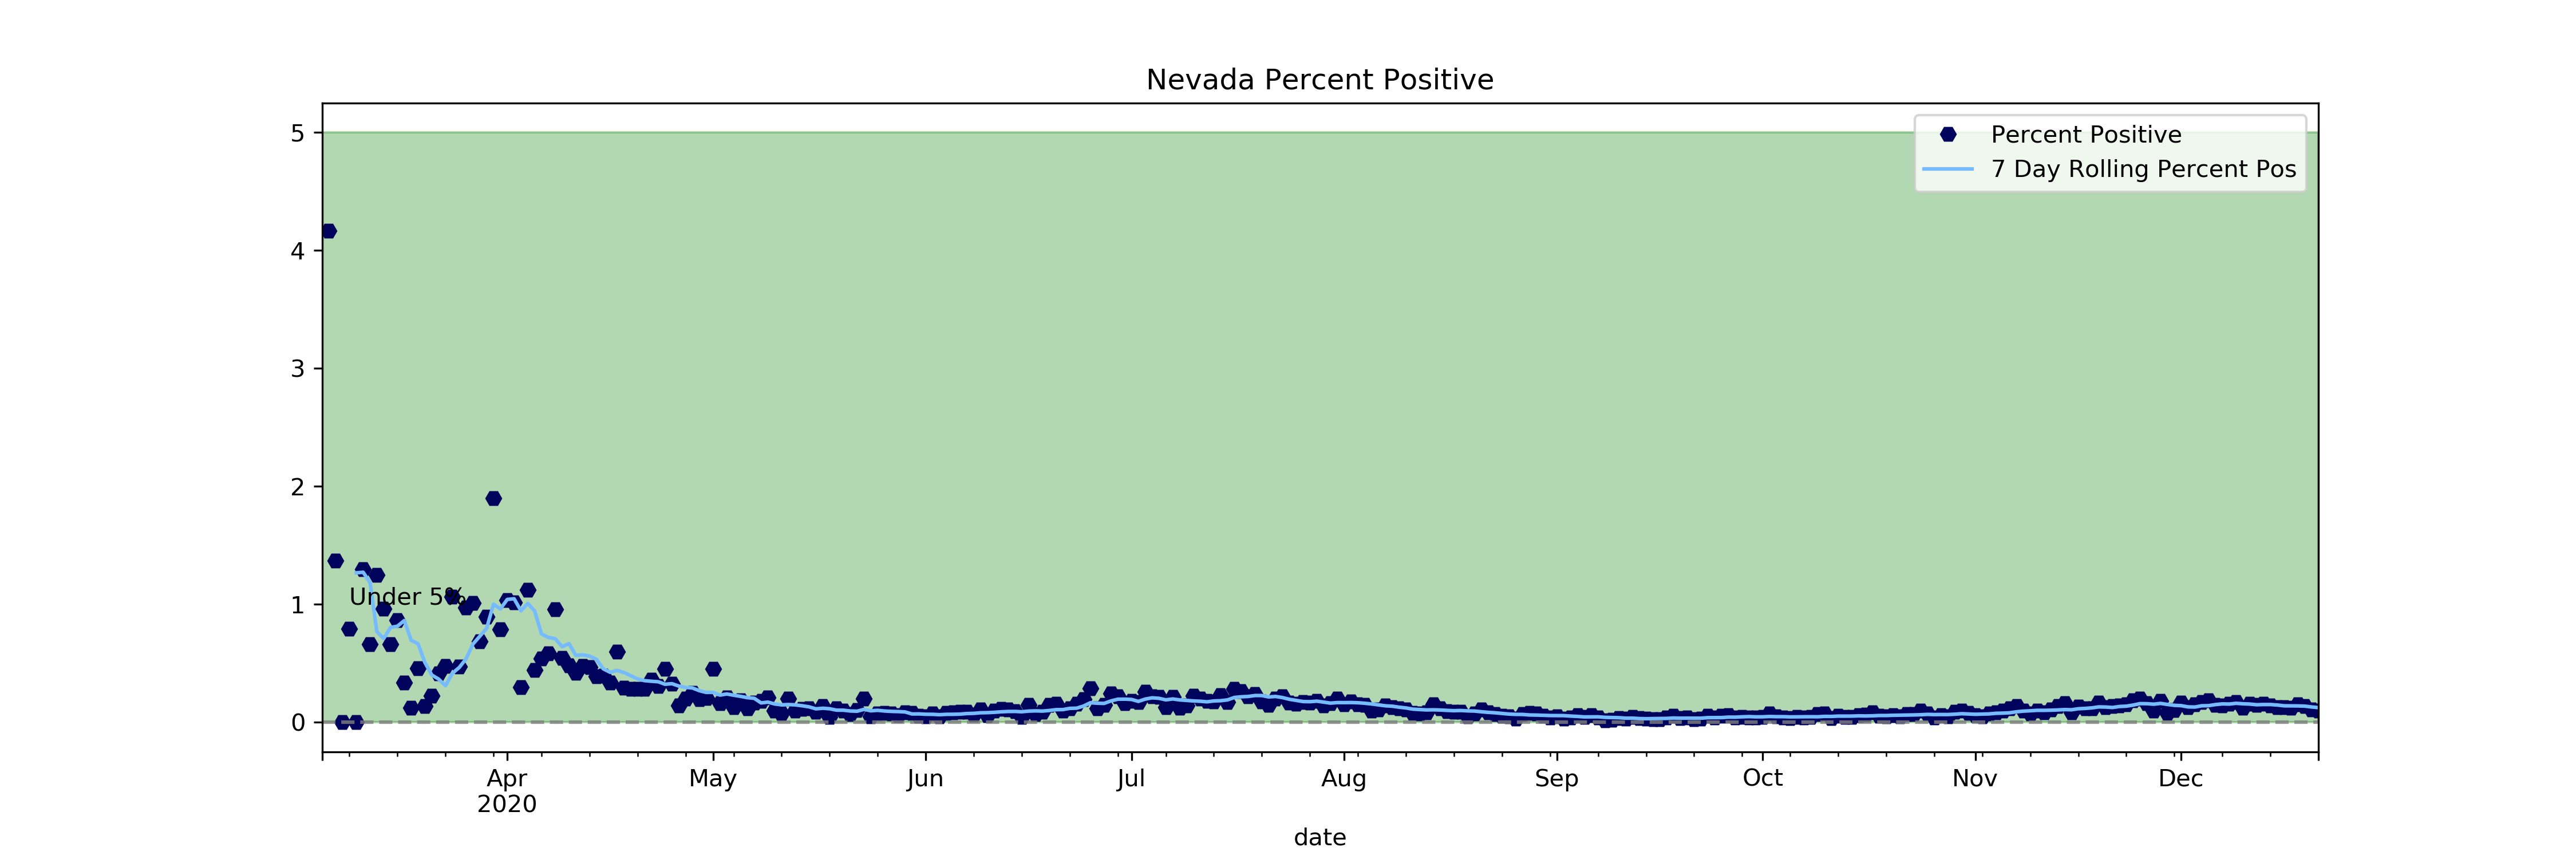 Nevada Percent Positive
5
4
3
2
1
0
Percent Positive
7 Day Rolling Percent Pos
Under 5%
Apr
2020
May
Jun
Jul
Aug
Sep
Oct
Nov
Dec
date